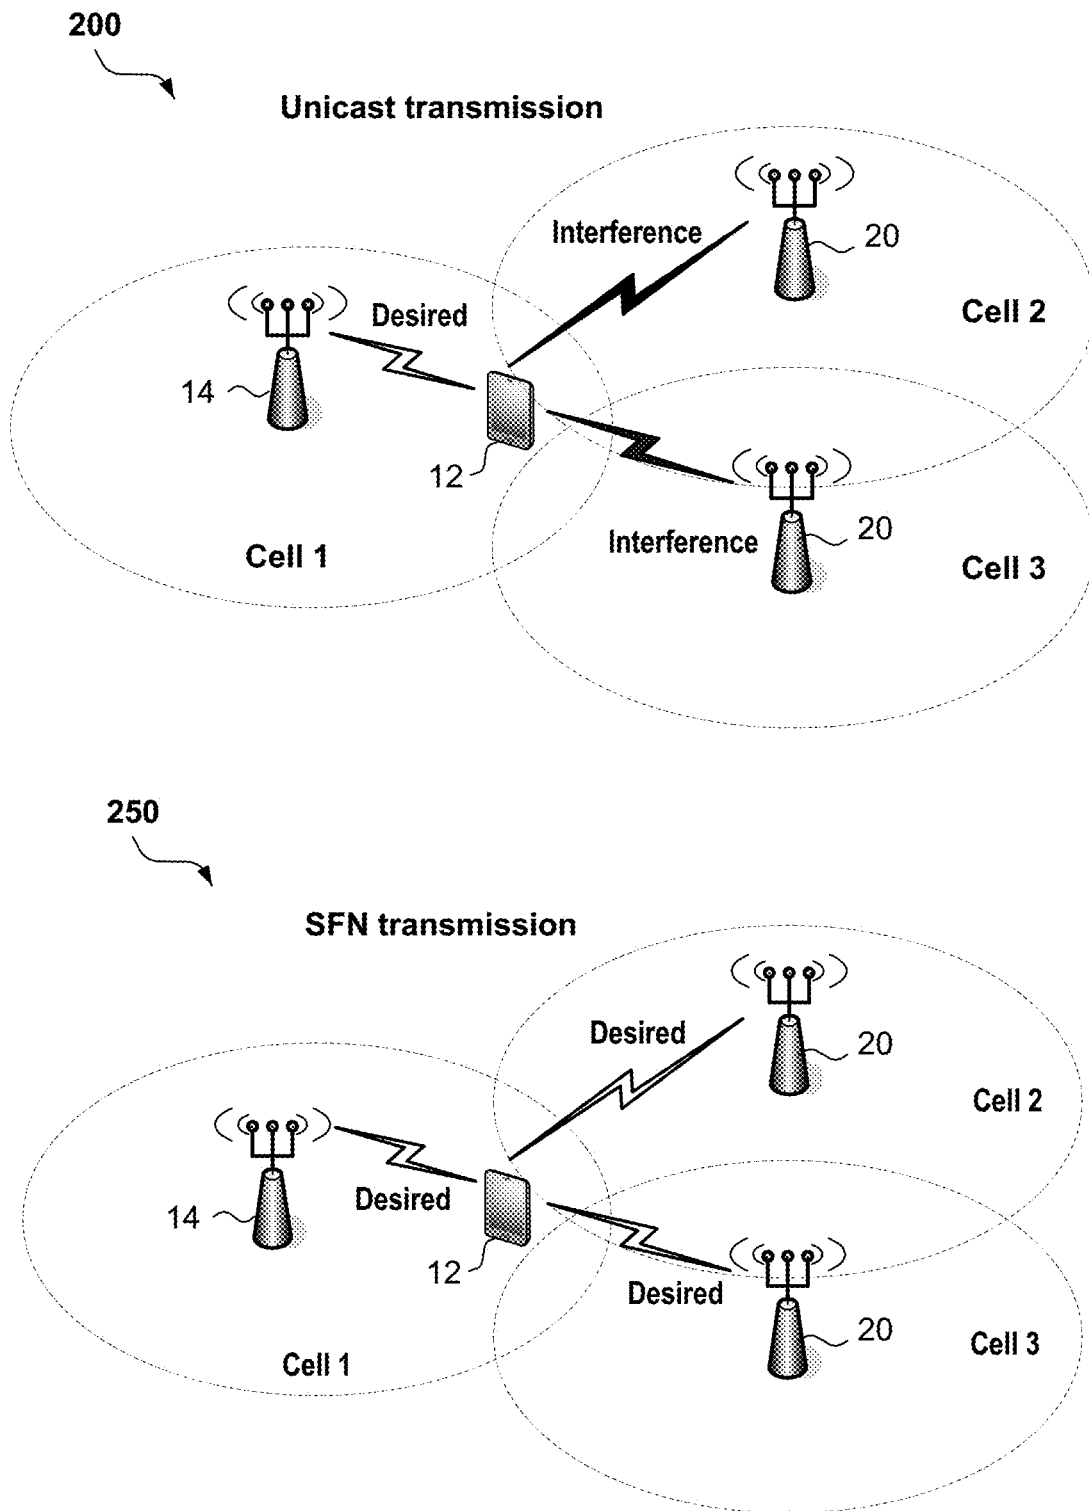 200
Unicast transmission
Interference
20
Desired
Cell 2
14
12
20
Interference
Cell 1
Cell 3
250
SFN transmission
Desired
20
Cell 2
Desired
14
12
Desired
20
Cell 1
Cell 3